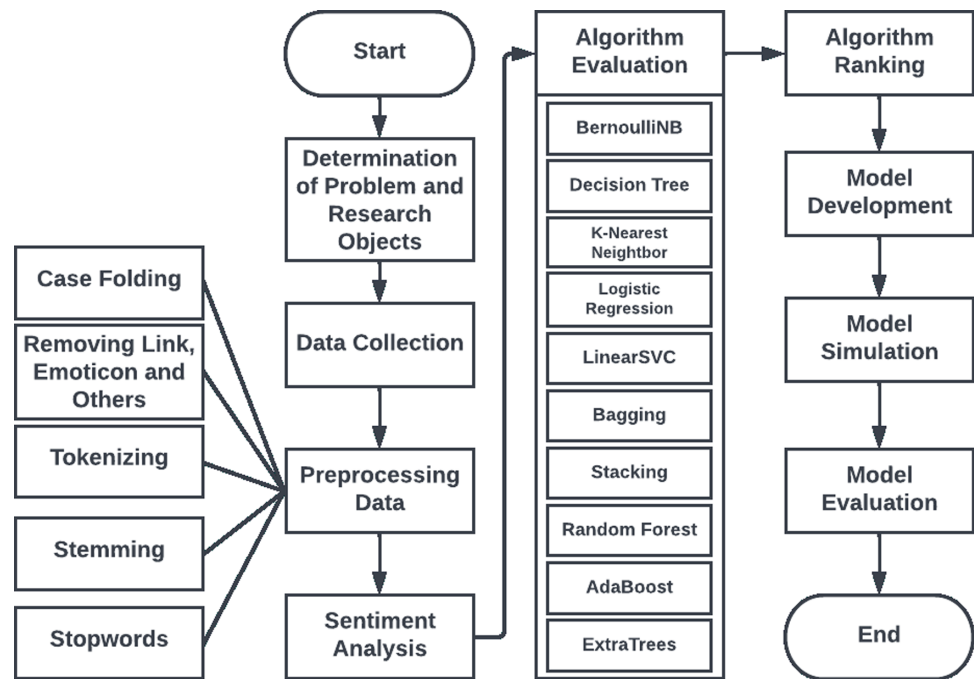 Start
Determination
of Problem and
Research
Objects
Data Collection
Preprocessing
Data
Sentiment
Analysis
Case Folding
Removing Link,
Emoticon and
Others
Tokenizing
Stemming
Stopwords
Algorithm
Evaluation
BernoulliNB
Decision Tree
K-Nearest
Neightbor
Logistic
Regression
LinearSVC
Bagging
Stacking
Random Forest
AdaBoost
ExtraTrees
Algorithm
Ranking
Model
Development
Model
Simulation
Model
Evaluation
End